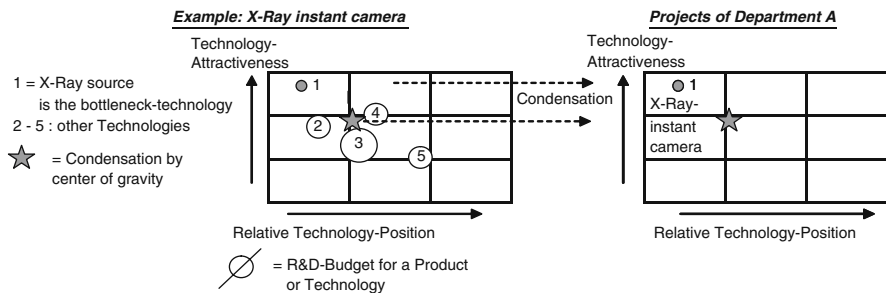 Example: X-Ray instant camera
Technology-
Attractiveness
1 = X-Ray source
is the bottleneck-technology
2 - 5 : other Technologies
= Condensation by
center of gravity
1
2
3
4
5
Relative Technology-Position
= R&D-Budget for a Product
or Technology
Condensation
Projects of Department A
Technology-
Attractiveness
1
X-Ray-
instant
camera
Relative Technology-Position